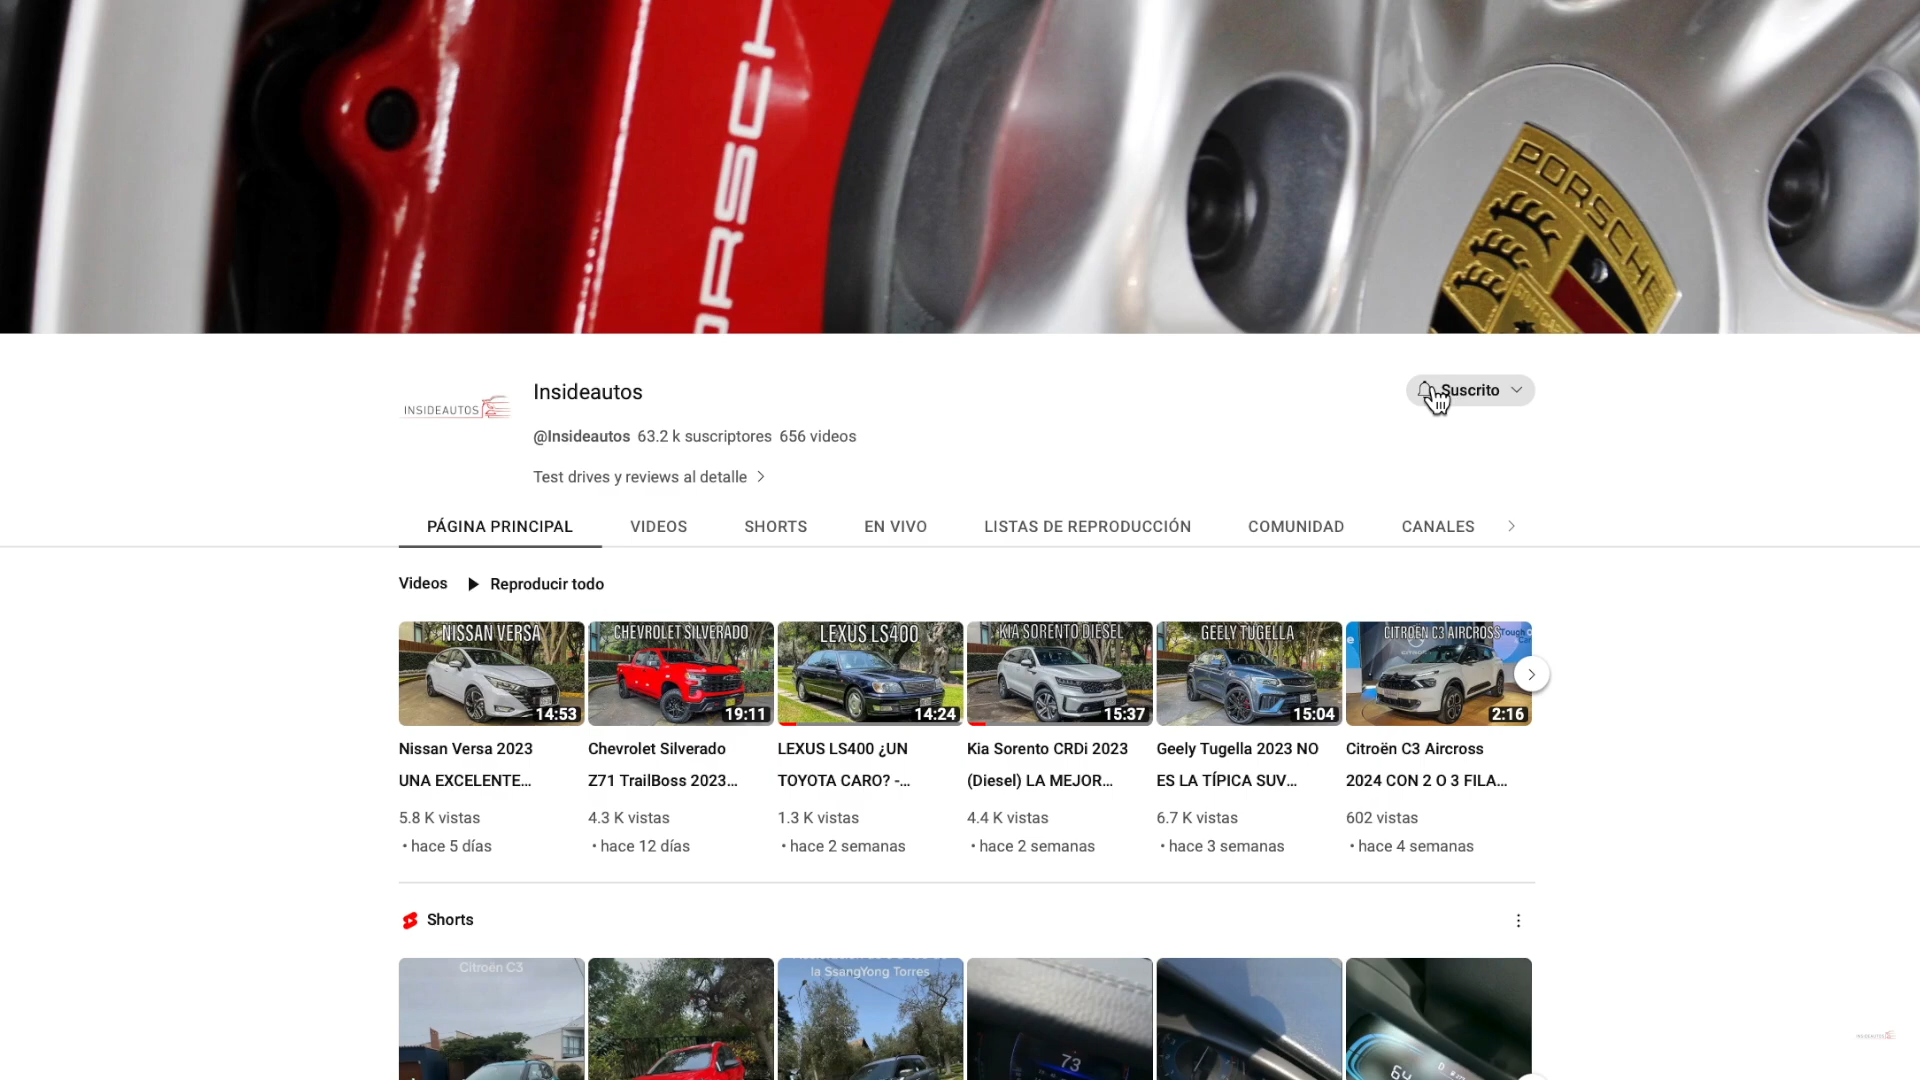 PORSCHE
PORSCH
Insideautos
INSIDEAUTOS
Suscrito
@Insideautos 63.2 k suscriptores 656 videos
Test drives y reviews al detalle
PÁGINA PRINCIPAL VIDEOS SHORTS EN VIVO LISTAS DE REPRODUCCIÓN COMUNIDAD CANALES
Videos Reproducir todo
NISSAN VERSA
14:53
CHEVROLET SILVERADO
19:11
LEXUS LS400
14:24
KIA SORENTO DIESEL
15:37
GEELY TUGELLA
15:04
CITROËN C3 AIRCROSS
2:16
Nissan Versa 2023
UNA EXCELENTE...
5.8 K vistas
• hace 5 días
Chevrolet Silverado
Z71 TrailBoss 2023...
4.3 K vistas
• hace 12 días
LEXUS LS400 ¿UN
TOYOTA CARO? -...
1.3 K vistas
• hace 2 semanas
Kia Sorento CRDi 2023
(Diesel) LA MEJOR...
4.4 K vistas
• hace 2 semanas
Geely Tugella 2023 NO
ES LA TÍPICA SUV...
6.7 K vistas
• hace 3 semanas
Citroën C3 Aircross
2024 CON 2 O 3 FILA...
602 vistas
• hace 4 semanas
Shorts
Citroën C3
la SsangYong Torres
73
64
INSIDEAUTOS